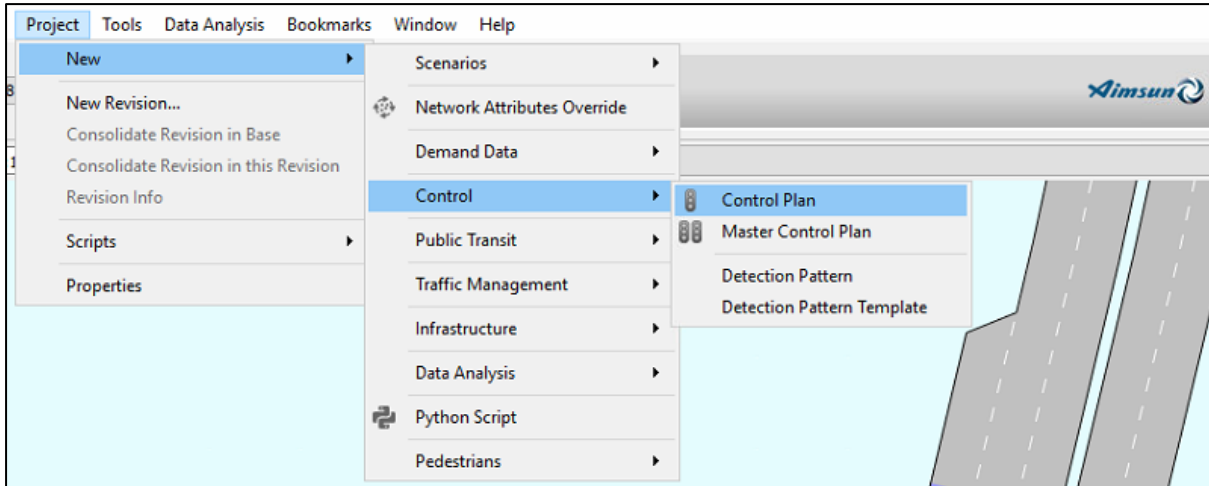 Project Tools Data Analysis Bookmarks Window Help
New
New Revision...
Consolidate Revision in Base
Consolidate Revision in this Revision
Revision Info
Scripts
Properties
Scenarios
Network Attributes Override
Demand Data
Control
Public Transit
Traffic Management
Infrastructure
Data Analysis
Python Script
Pedestrians
Control Plan
Master Control Plan
Detection Pattern
Detection Pattern Template
Aimsun
8
1